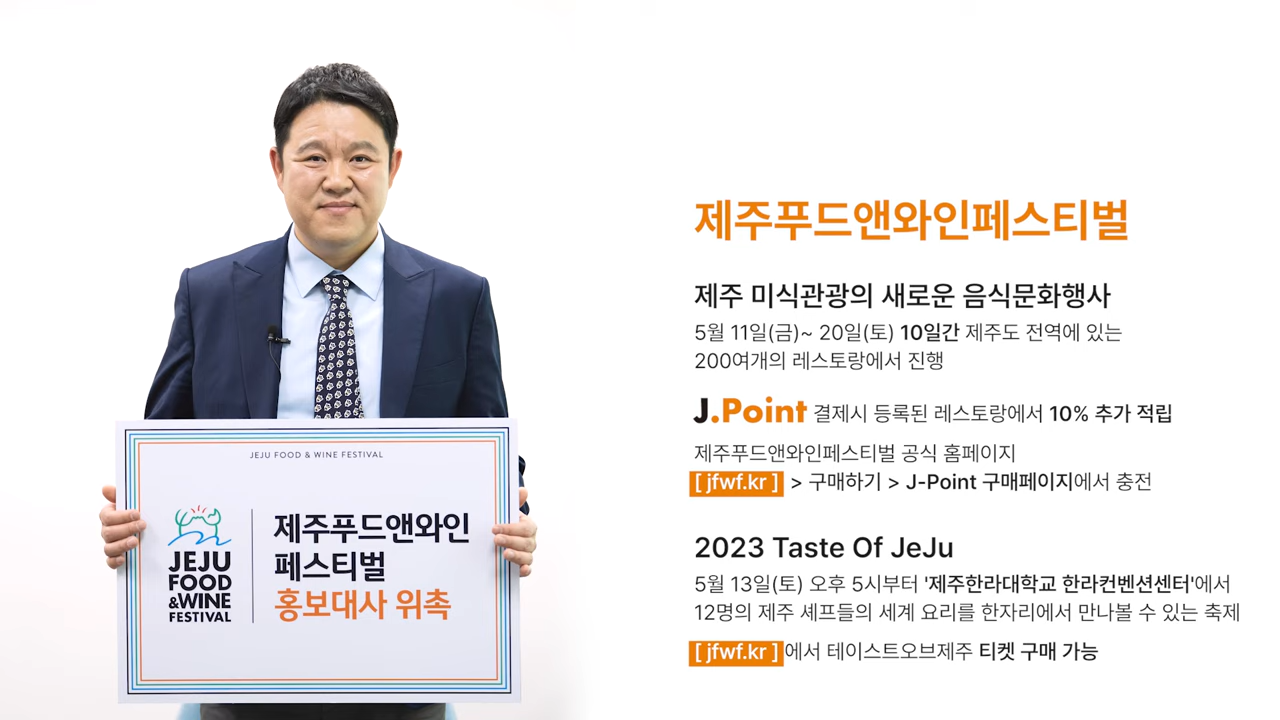 JEJU FOOD & WINE FESTIVAL
JEJU
FOOD
&WINE
FESTIVAL
제주푸드앤와인
페스티벌
홍보대사 위촉
제주푸드앤와인페스티벌
제주 미식관광의 새로운 음식문화행사
5월 11일(금)~ 20일(토) 10일간 제주도 전역에 있는
200여개의 레스토랑에서 진행
J.Point 결제시 등록된 레스토랑에서 10% 추가 적립
제주푸드앤와인페스티벌 공식 홈페이지
[ jfwf.kr ] > 구매하기 > J-Point 구매페이지에서 충전
2023 Taste Of JeJu
5월 13일(토) 오후 5시부터 '제주한라대학교 한라컨벤션센터'에서
12명의 제주 셰프들의 세계 요리를 한자리에서 만나볼 수 있는 축제
[ jfwf.kr ]에서 테이스트오브제주 티켓 구매 가능